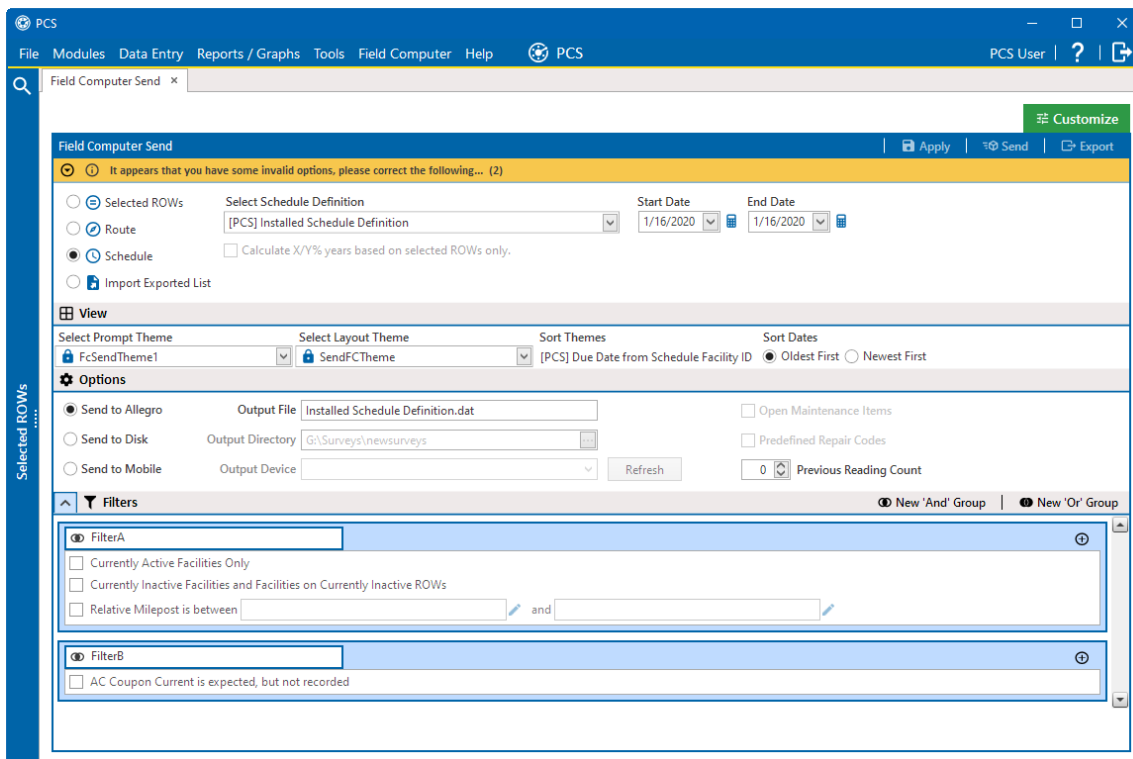 PCS
File Modules Data Entry Reports / Graphs Tools Field Computer Help PCS PCS User ?
Field Computer Send ×
Customize
Field Computer Send Apply Send Export
It appears that you have some invalid options, please correct the following... (2)
Selected ROWs Select Schedule Definition Start Date End Date
[PCS] Installed Schedule Definition 1/16/2020 1/16/2020
Route
Calculate X/Y% years based on selected ROWs only.
Schedule
Import Exported List
View
Select Prompt Theme Select Layout Theme Sort Themes Sort Dates
FcSendTheme1 SendFCTheme [PCS] Due Date from Schedule Facility ID Oldest First Newest First
Options
Send to Allegro Output File Installed Schedule Definition.dat Open Maintenance Items
Send to Disk Output Directory G:\Surveys\newsurveys ... Predefined Repair Codes
Send to Mobile Output Device Refresh 0 Previous Reading Count
Selected ROWs
Filters New 'And' Group New 'Or' Group
FilterA
Currently Active Facilities Only
Currently Inactive Facilities and Facilities on Currently Inactive ROWs
Relative Milepost is between and
FilterB
AC Coupon Current is expected, but not recorded